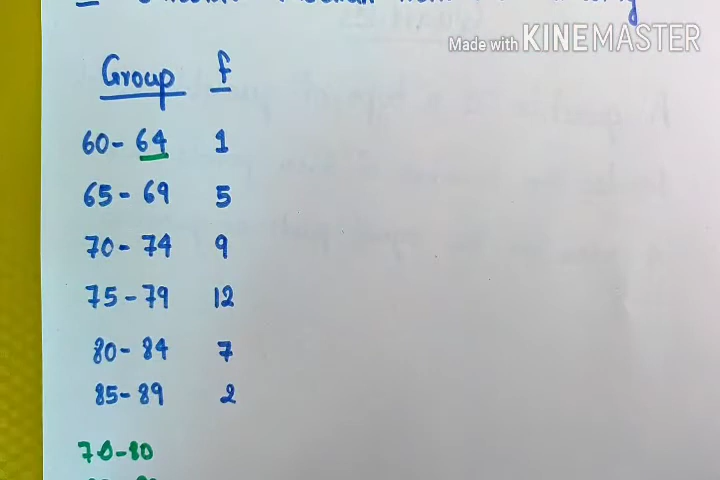 Made with KINEMASTER
Group f
60- 64 1
65- 69 5
70- 74 9
75-79 12
80- 84 7
85-89 2
70-80